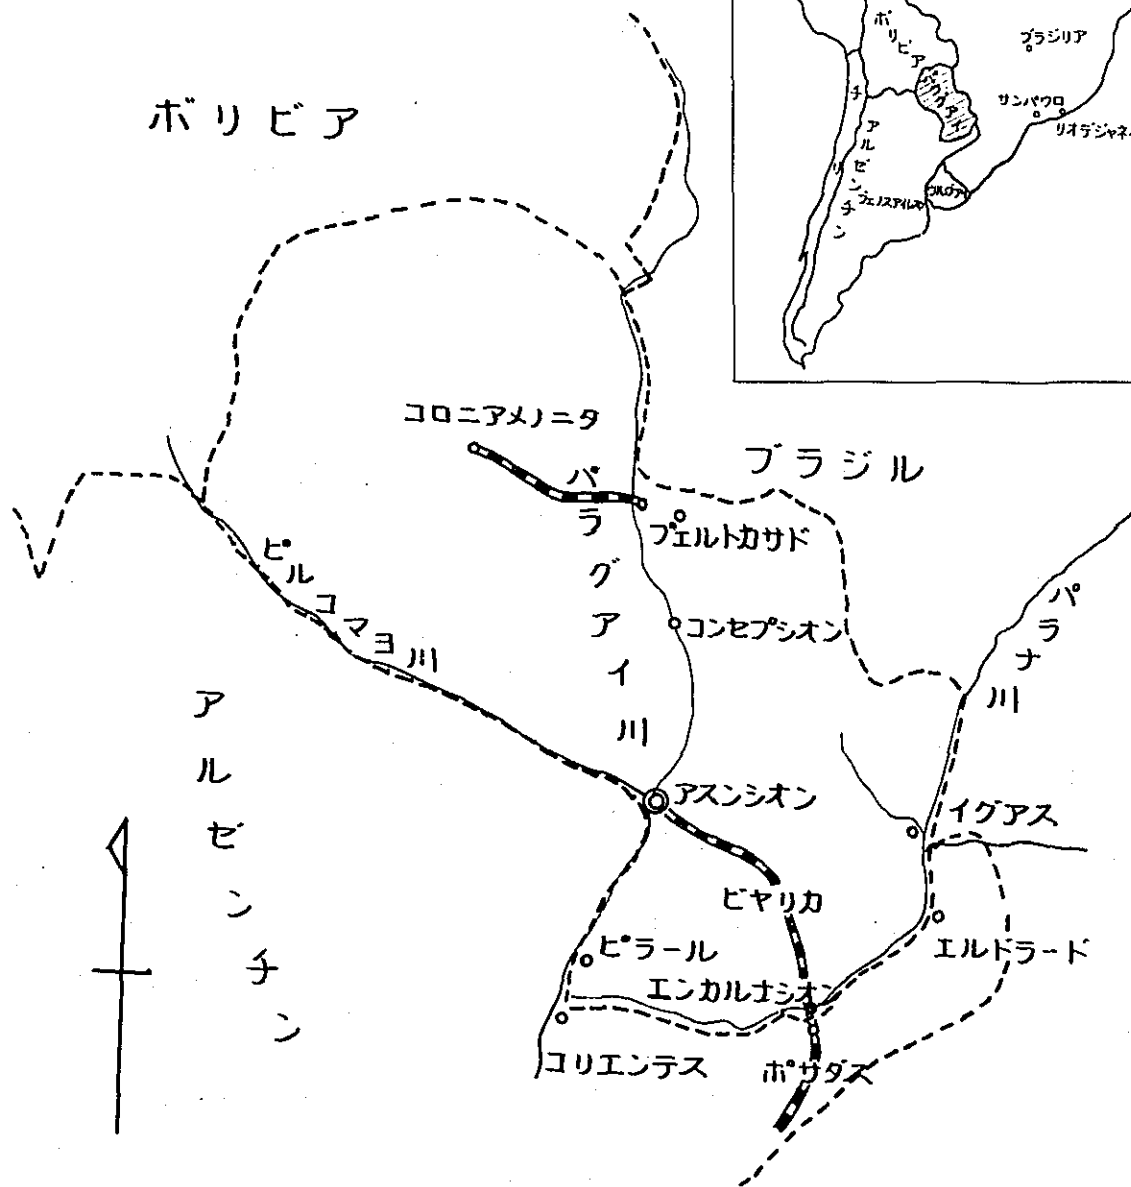 ボリビア
ボリビア
パラグアイ
ブラジリア
サンパウロ
リオデジャネ
チリ
アルゼンチン
ウルグアイ
ブェノスアイレス
コロニアメノニタ
ブラジル
パラグアイ川
プェルトカサド
ピルコマヨ川
コンセプシオン
パラナ川
アルゼンチン
アスンシオン
イグアス
ビヤリカ
ピラール
エルドラード
エンカルナシオン
コリエンテス
ポサダス